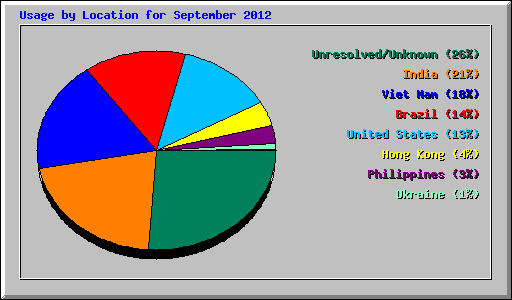 Usage by Location for September 2012
Unresolved/Unknown (26%)
India (21%)
Viet Nam (18%)
Brazil (14%)
United States (13%)
Hong Kong (4%)
Philippines (3%)
Ukraine (1%)